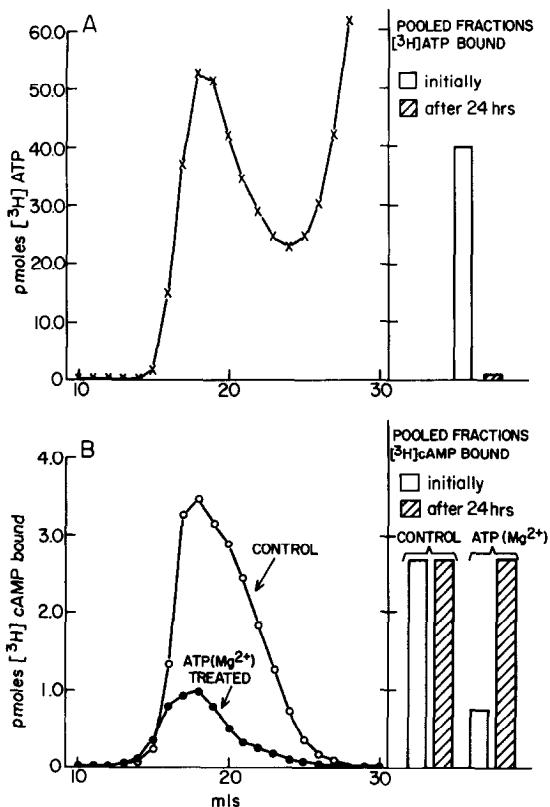 A
60.0
50.0
40.0
30.0
20.0
10.0
0
pmoles [³H] ATP
10
20
30
POOLED FRACTIONS
[³H]ATP BOUND
initially
after 24 hrs
B
4.0
3.0
2.0
1.0
0
pmoles [³H] cAMP bound
CONTROL
ATP(Mg²⁺)
TREATED
10
20
30
mls
POOLED FRACTIONS
[³H]cAMP BOUND
initially
after 24 hrs
CONTROL ATP(Mg²⁺)